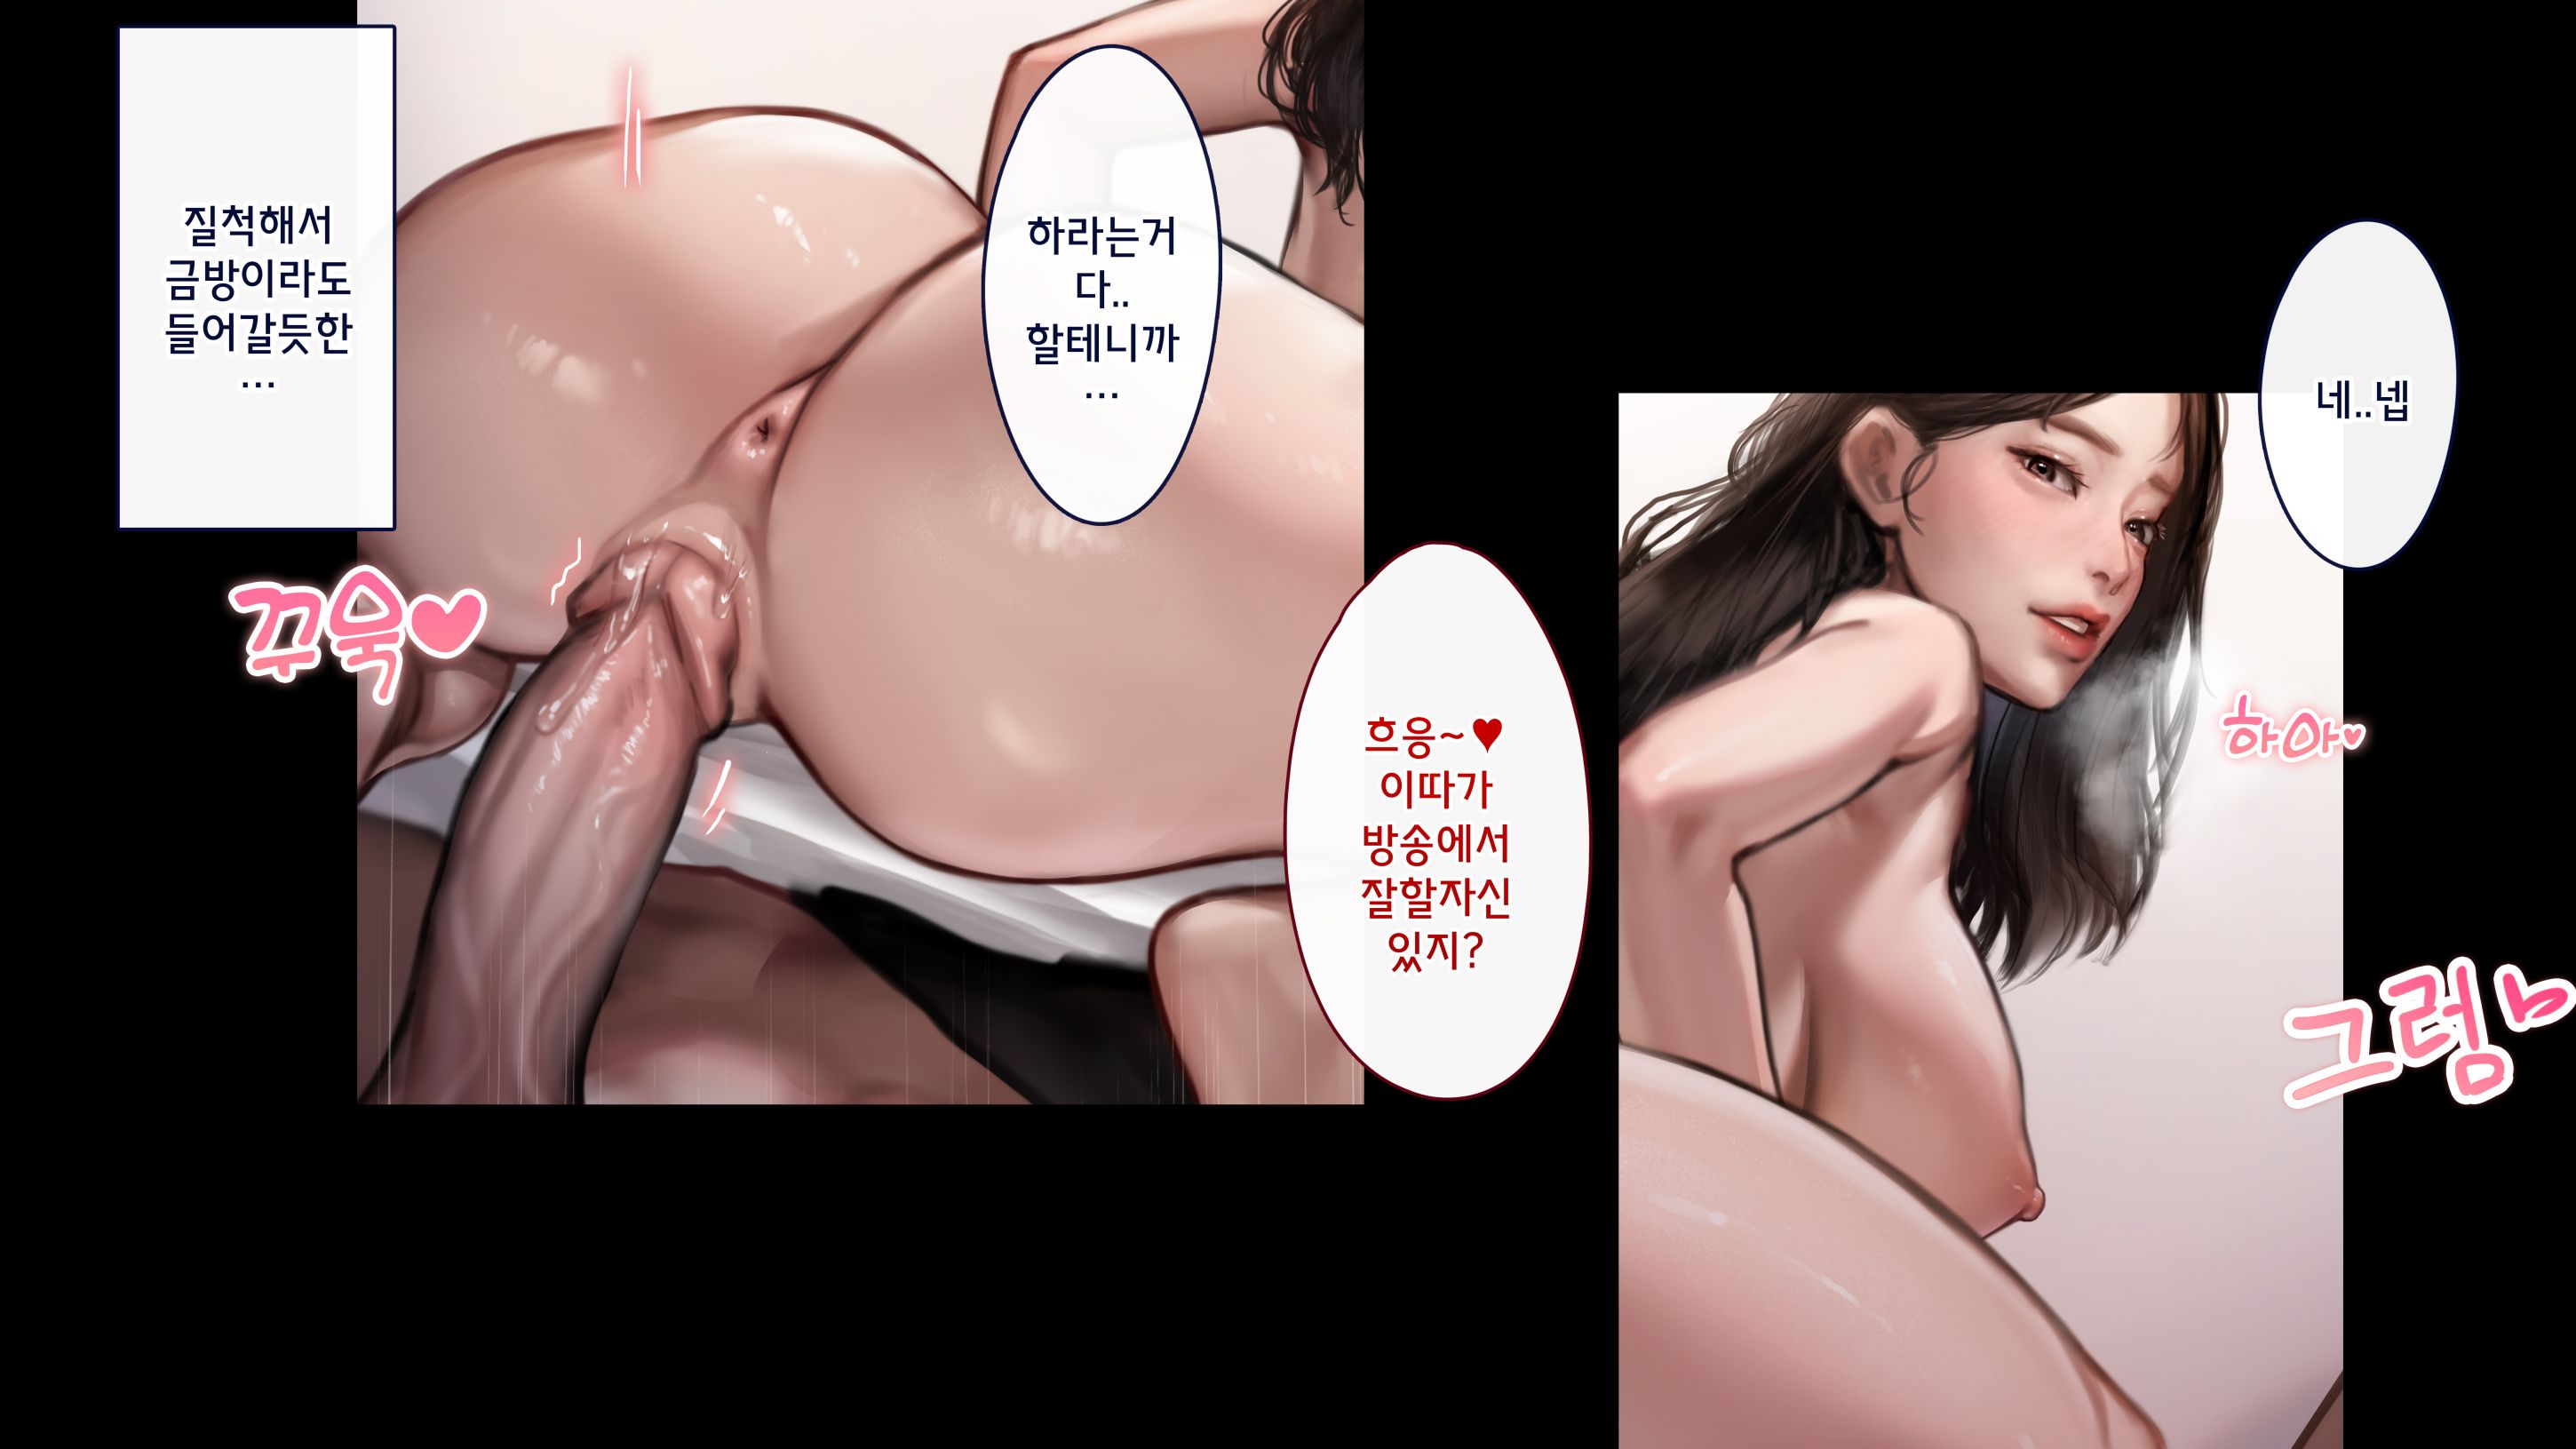 질척해서
금방이라도
들어갈듯한
...
하라는거
다..
할테니까
...
꾸욱♥
흐응~♥
이따가
방송에서
잘할자신
있지?
네..넵
하아♥
그럼♥